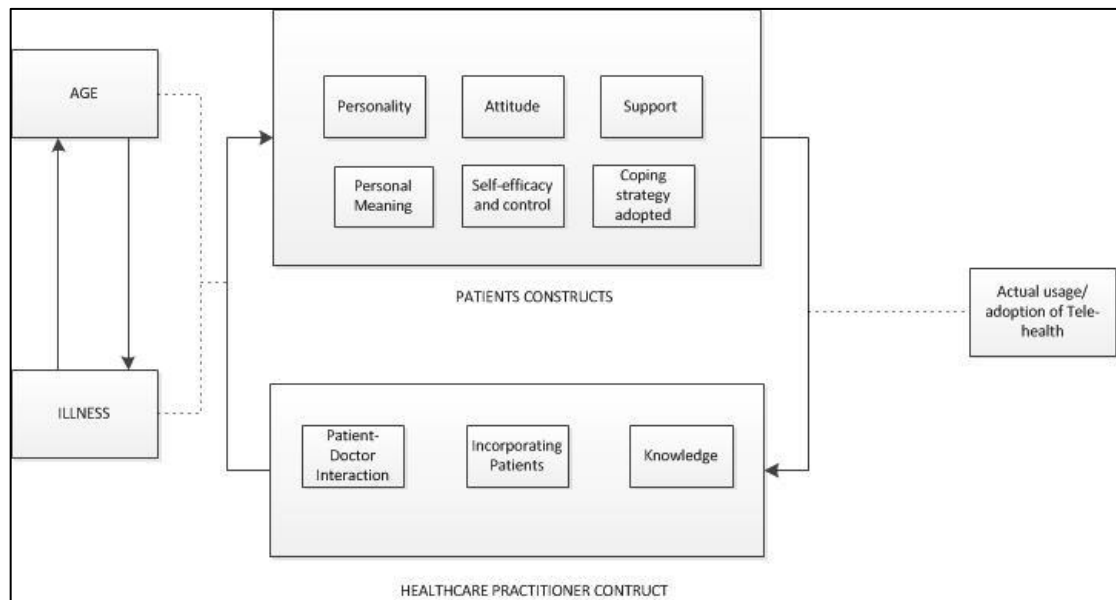 AGE
ILLNESS
Personality
Attitude
Support
Personal
Meaning
Self-efficacy
and control
Coping
strategy
adopted
PATIENTS CONSTRUCTS
Actual usage/
adoption of Tele-
health
Patient-
Doctor
Interaction
Incorporating
Patients
Knowledge
HEALTHCARE PRACTITIONER CONTRUCT